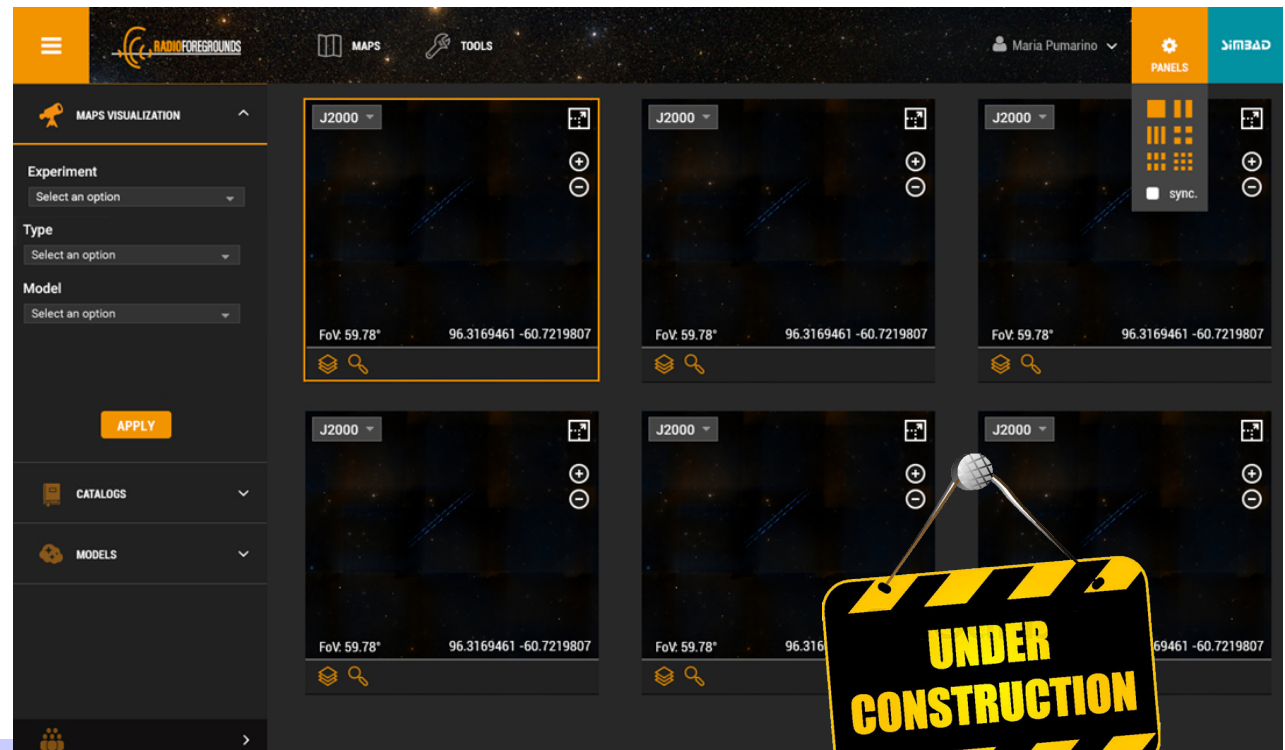 RADIOFOREGROUNDS
MAPS
TOOLS
Maria Pumarino
PANELS
SIMBAD
sync.
MAPS VISUALIZATION
Experiment
Select an option
Type
Select an option
Model
Select an option
APPLY
CATALOGS
MODELS
J2000
FoV: 59.78°
96.3169461 -60.7219807
J2000
FoV: 59.78°
96.3169461 -60.7219807
J2000
FoV: 59.78°
96.3169461 -60.7219807
J2000
FoV: 59.78°
96.3169461 -60.7219807
J2000
FoV: 59.78°
96.316
J2000
69461 -60.7219807
UNDER
CONSTRUCTION